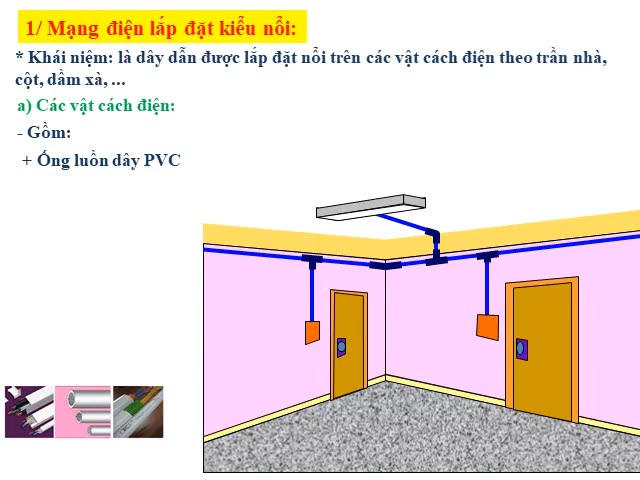 1/ Mạng điện lắp đặt kiểu nổi:
* Khái niệm: là dây dẫn được lắp đặt nổi trên các vật cách điện theo trần nhà,
cột, dầm xà, ...
a) Các vật cách điện:
- Gồm:
+ Ống luồn dây PVC